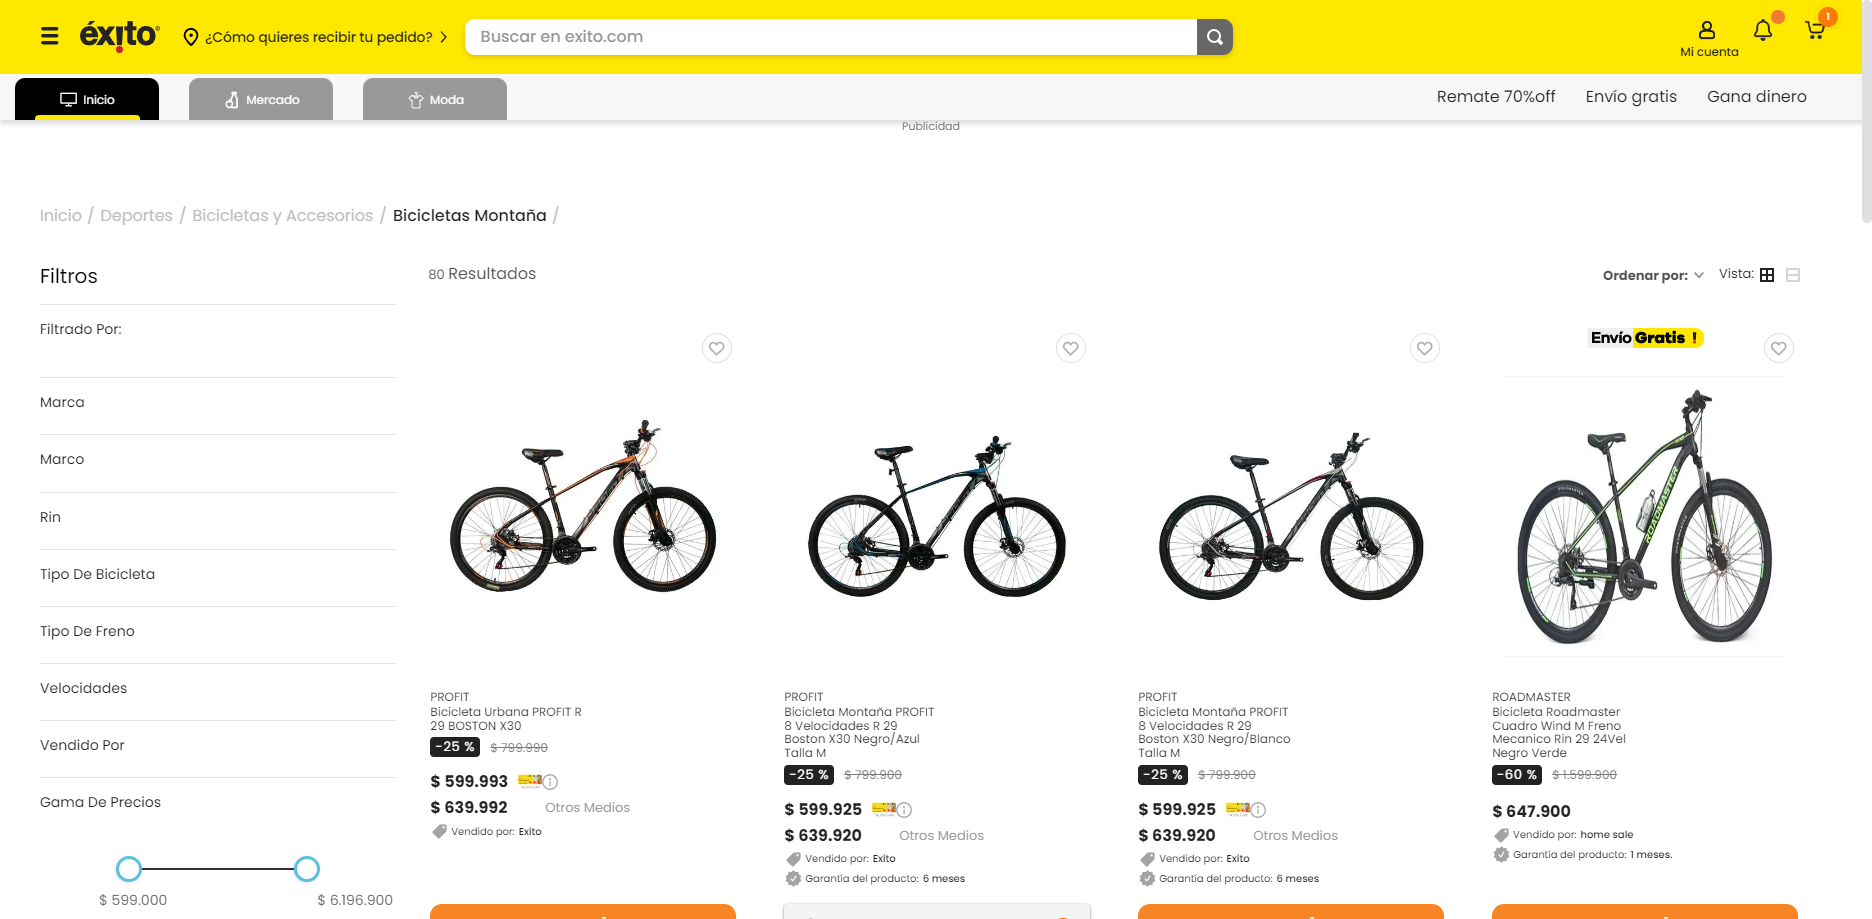 éxito
¿Cómo quieres recibir tu pedido?
Buscar en exito.com
Mi cuenta
1
Inicio
Mercado
Moda
Remate 70%off
Envío gratis
Gana dinero
Publicidad
Inicio / Deportes / Bicicletas y Accesorios / Bicicletas Montaña /
Filtros
80 Resultados
Ordenar por:
Vista:
Filtrado Por:
Marca
Marco
Rin
Tipo De Bicicleta
Tipo De Freno
Velocidades
Vendido Por
Gama De Precios
$ 599.000
$ 6.196.900
PROFIT
Bicicleta Urbana PROFIT R
29 BOSTON X30
-25 % $ 799.990
$ 599.993
$ 639.992 Otros Medios
Vendido por: Exito
PROFIT
Bicicleta Montaña PROFIT
8 Velocidades R 29
Boston X30 Negro/Azul
Talla M
-25 % $ 799.900
$ 599.925
$ 639.920 Otros Medios
Vendido por: Exito
Garantía del producto: 6 meses
PROFIT
Bicicleta Montaña PROFIT
8 Velocidades R 29
Boston X30 Negro/Blanco
Talla M
-25 % $ 799.900
$ 599.925
$ 639.920 Otros Medios
Vendido por: Exito
Garantía del producto: 6 meses
Envío Gratis !
ROADMASTER
ROADMASTER
Bicicleta Roadmaster
Cuadro Wind M Freno
Mecanico Rin 29 24Vel
Negro Verde
-60 % $ 1.599.900
$ 647.900
Vendido por: home sale
Garantía del producto: 1 meses.